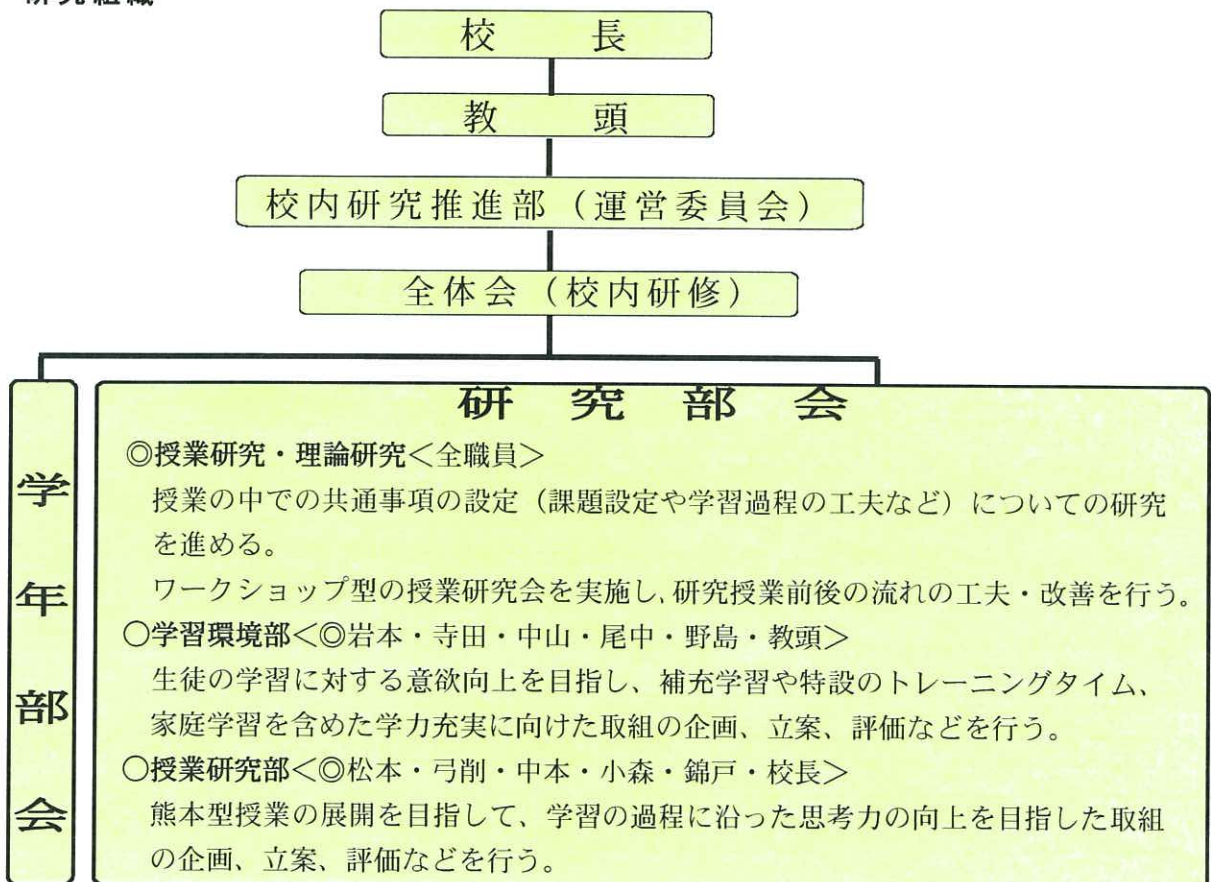 研究組織
校長
教頭
校内研究推進部（運営委員会）
全体会（校内研修）
学年部会
研究部会
◎授業研究・理論研究＜全職員＞
授業の中での共通事項の設定（課題設定や学習過程の工夫など）についての研究
を進める。
ワークショップ型の授業研究会を実施し、研究授業前後の流れの工夫・改善を行う。
○学習環境部＜◎岩本・寺田・中山・尾中・野島・教頭＞
生徒の学習に対する意欲向上を目指し、補充学習や特設のトレーニングタイム、
家庭学習を含めた学力充実に向けた取組の企画、立案、評価などを行う。
○授業研究部＜◎松本・弓削・中本・小森・錦戸・校長＞
熊本型授業の展開を目指して、学習の過程に沿った思考力の向上を目指した取組
の企画、立案、評価などを行う。